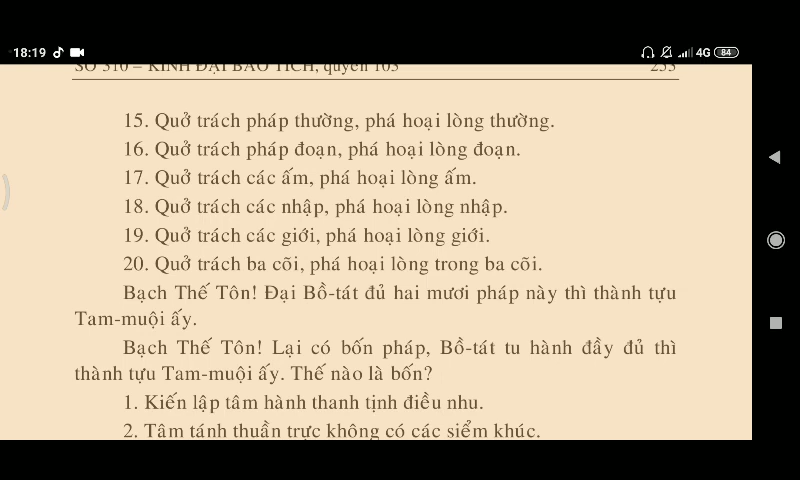 18:19
4G 84
SỐ 310 – KINH ĐẠI BẢO TÍCH, quyển 103 253
15. Quở trách pháp thường, phá hoại lòng thường.
16. Quở trách pháp đoạn, phá hoại lòng đoạn.
17. Quở trách các ấm, phá hoại lòng ấm.
18. Quở trách các nhập, phá hoại lòng nhập.
19. Quở trách các giới, phá hoại lòng giới.
20. Quở trách ba cõi, phá hoại lòng trong ba cõi.
Bạch Thế Tôn! Đại Bồ-tát đủ hai mươi pháp này thì thành tựu
Tam-muội ấy.
Bạch Thế Tôn! Lại có bốn pháp, Bồ-tát tu hành đầy đủ thì
thành tựu Tam-muội ấy. Thế nào là bốn?
1. Kiến lập tâm hành thanh tịnh điều nhu.
2. Tâm tánh thuần trực không có các siểm khúc.